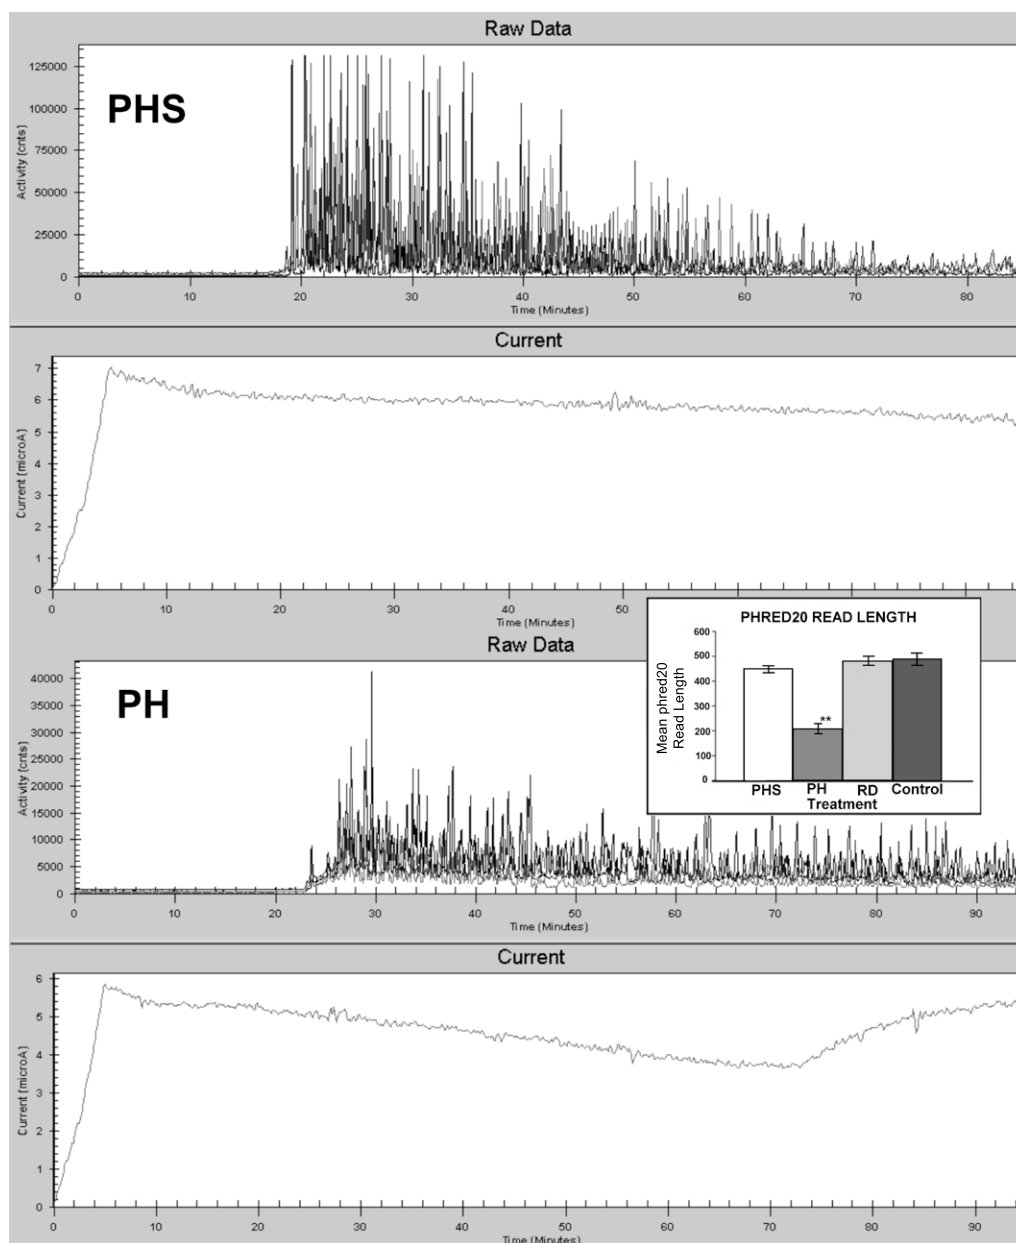 Raw Data
PHS
Activity (cnts)
125000
100000
75000
50000
25000
0
0 10 20 30 40 50 60 70 80
Time (Minutes)
Current
Current (microA)
7
6
5
4
3
2
1
0
0 10 20 30 40 50
Time (Minutes)
PHRED20 READ LENGTH
Mean phred20
Read Length
600
500
400
300
200
100
0
**
PHS PH RD Control
Treatment
Raw Data
PH
Activity (cnts)
40000
35000
30000
25000
20000
15000
10000
5000
0
0 10 20 30 40 50 60 70 80 90
Time (Minutes)
Current
Current (microA)
6
5
4
3
2
1
0
0 10 20 30 40 50 60 70 80 90
Time (Minutes)